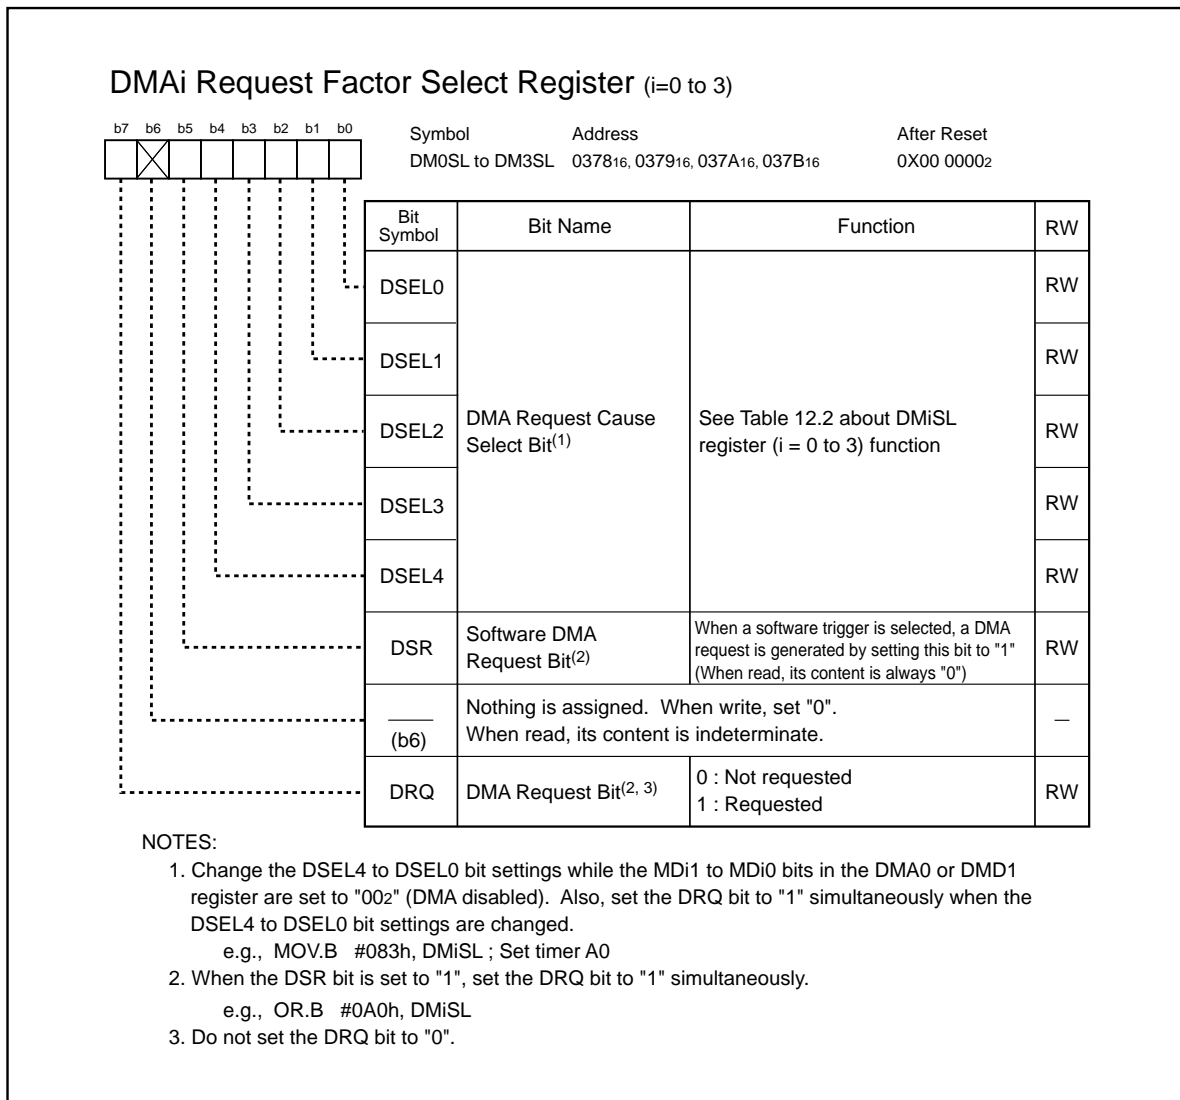 DMAi Request Factor Select Register (i=0 to 3)
b7 b6 b5 b4 b3 b2 b1 b0
Symbol Address After Reset
DM0SL to DM3SL 037816, 037916, 037A16, 037B16 0X00 00002
Bit Symbol Bit Name Function RW
DSEL0 RW
DSEL1 RW
DSEL2 DMA Request Cause Select Bit(1) See Table 12.2 about DMiSL register (i = 0 to 3) function RW
DSEL3 RW
DSEL4 RW
DSR Software DMA Request Bit(2) When a software trigger is selected, a DMA request is generated by setting this bit to "1" (When read, its content is always "0") RW
(b6) Nothing is assigned. When write, set "0". When read, its content is indeterminate. —
DRQ DMA Request Bit(2, 3) 0 : Not requested 1 : Requested RW
NOTES:
1. Change the DSEL4 to DSEL0 bit settings while the MDi1 to MDi0 bits in the DMA0 or DMD1
register are set to "002" (DMA disabled). Also, set the DRQ bit to "1" simultaneously when the
DSEL4 to DSEL0 bit settings are changed.
e.g., MOV.B #083h, DMiSL ; Set timer A0
2. When the DSR bit is set to "1", set the DRQ bit to "1" simultaneously.
e.g., OR.B #0A0h, DMiSL
3. Do not set the DRQ bit to "0".